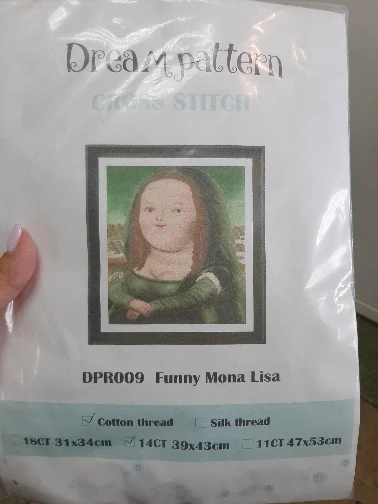 Dream pattern
CROSS STITCH
DPR009 Funny Mona Lisa
Cotton thread Silk thread
18CT 31x34cm 14CT 39x43cm 11CT 47x53cm